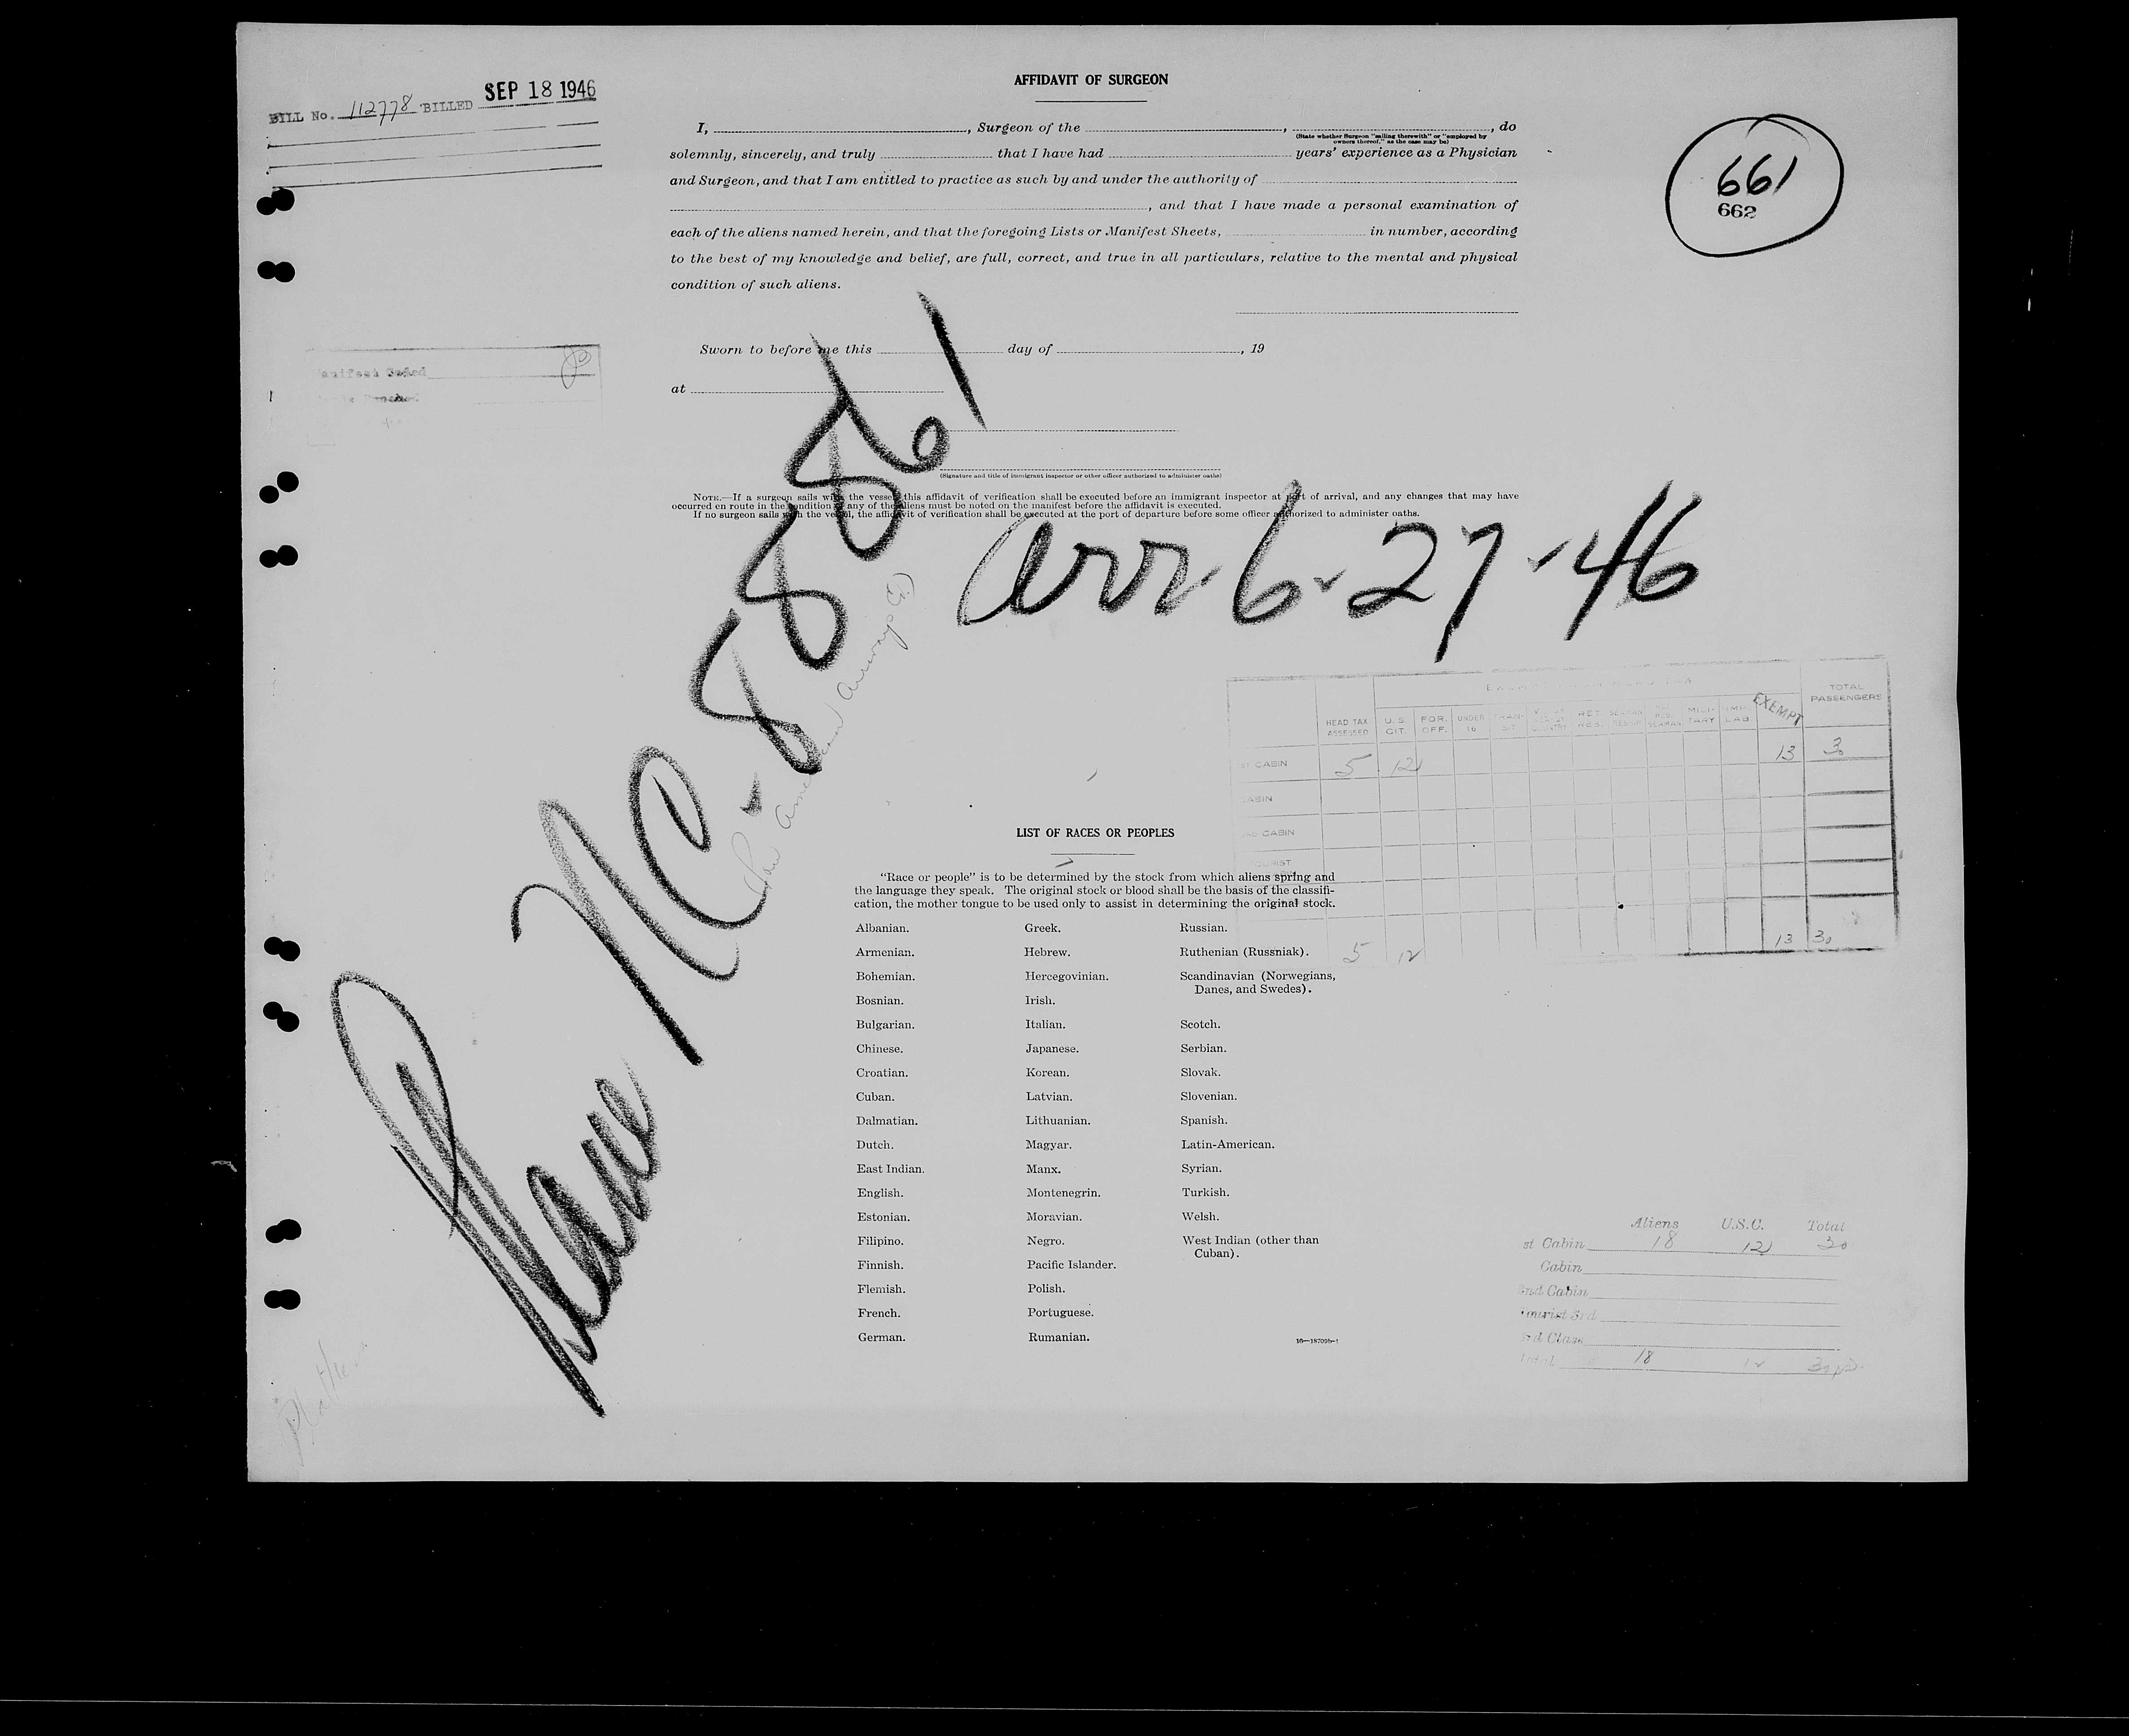 BILL No. 112778 BILLED SEP 18 1946
AFFIDAVIT OF SURGEON
I, , Surgeon of the , , do
(State whether Surgeon "sailing therewith" or "employed by
owners thereof," as the case may be)
solemnly, sincerely, and truly that I have had years' experience as a Physician
and Surgeon, and that I am entitled to practice as such by and under the authority of
, and that I have made a personal examination of
each of the aliens named herein, and that the foregoing Lists or Manifest Sheets, in number, according
to the best of my knowledge and belief, are full, correct, and true in all particulars, relative to the mental and physical
condition of such aliens.
661
662
Sworn to before me this day of , 19
at
(Signature and title of immigrant inspector or other officer authorized to administer oaths)
NOTE.—If a surgeon sails with the vessel, this affidavit of verification shall be executed before an immigrant inspector at port of arrival, and any changes that may have
occurred en route in the condition of any of the aliens must be noted on the manifest before the affidavit is executed.
If no surgeon sails with the vessel, the affidavit of verification shall be executed at the port of departure before some officer authorized to administer oaths.
Plane NC-88861
(Pan American Airways
arr. 6-27-46
HEAD TAX ASSESSED U.S. CIT. FOR. OFF. UNDER 16 MILI-TARY EXEMPT TOTAL PASSENGERS
CABIN 5 12 13 30
CABIN
CABIN
5 12 13 30
LIST OF RACES OR PEOPLES
"Race or people" is to be determined by the stock from which aliens spring and
the language they speak. The original stock or blood shall be the basis of the classifi-
cation, the mother tongue to be used only to assist in determining the original stock.
Albanian. Greek. Russian.
Armenian. Hebrew. Ruthenian (Russniak).
Bohemian. Hercegovinian. Scandinavian (Norwegians,
Danes, and Swedes).
Bosnian. Irish.
Bulgarian. Italian. Scotch.
Chinese. Japanese. Serbian.
Croatian. Korean. Slovak.
Cuban. Latvian. Slovenian.
Dalmatian. Lithuanian. Spanish.
Dutch. Magyar. Latin-American.
East Indian. Manx. Syrian.
English. Montenegrin. Turkish.
Estonian. Moravian. Welsh.
Filipino. Negro. West Indian (other than
Cuban).
Finnish. Pacific Islander.
Flemish. Polish.
French. Portuguese.
German. Rumanian.
Aliens U.S.C. Total
st Cabin 18 12 30
Cabin
2nd Cabin
3rd Class
Total 18 12 30